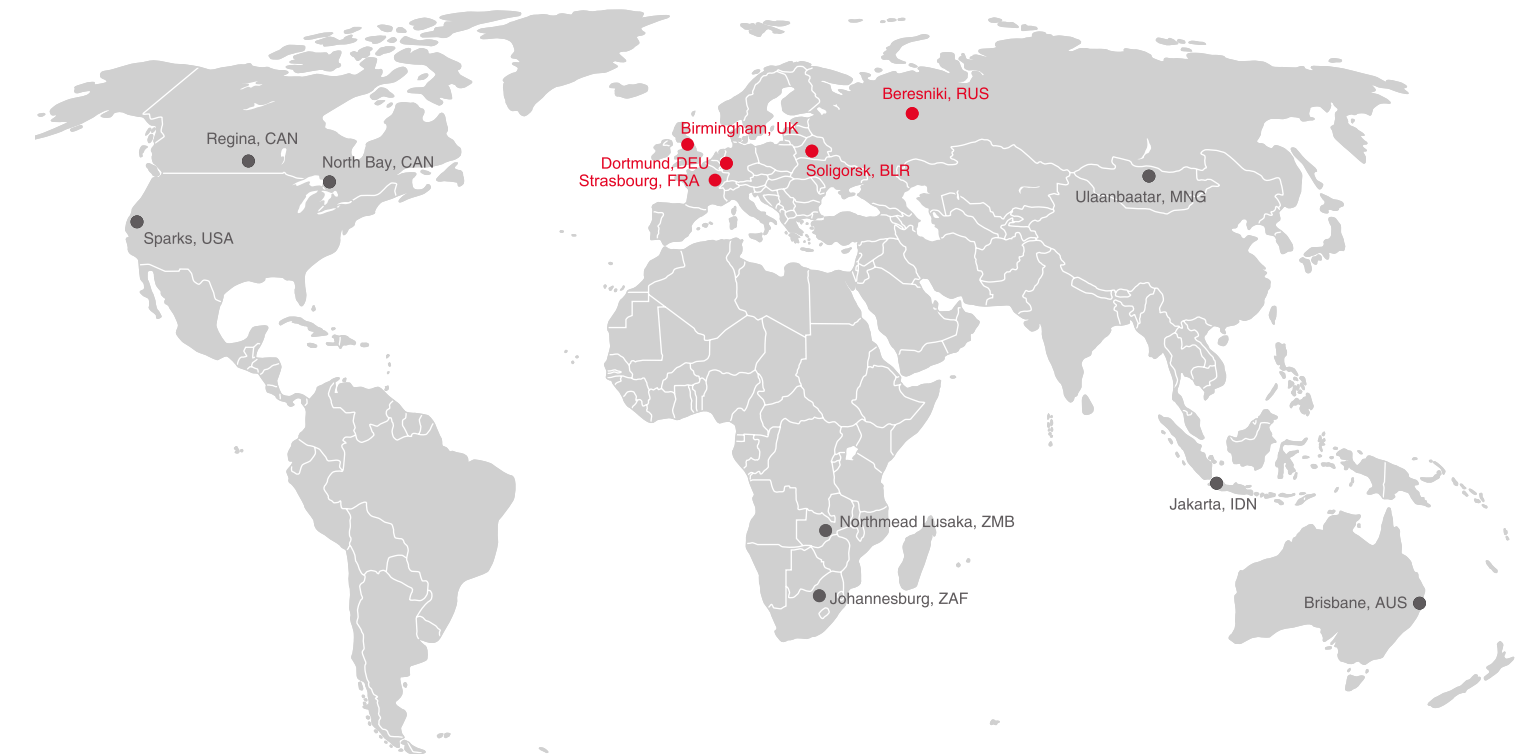 Beresniki, RUS
Birmingham, UK
Regina, CAN
North Bay, CAN
Dortmund, DEU
Soligorsk, BLR
Strasbourg, FRA
Ulaanbaatar, MNG
Sparks, USA
Jakarta, IDN
Northmead Lusaka, ZMB
Johannesburg, ZAF
Brisbane, AUS